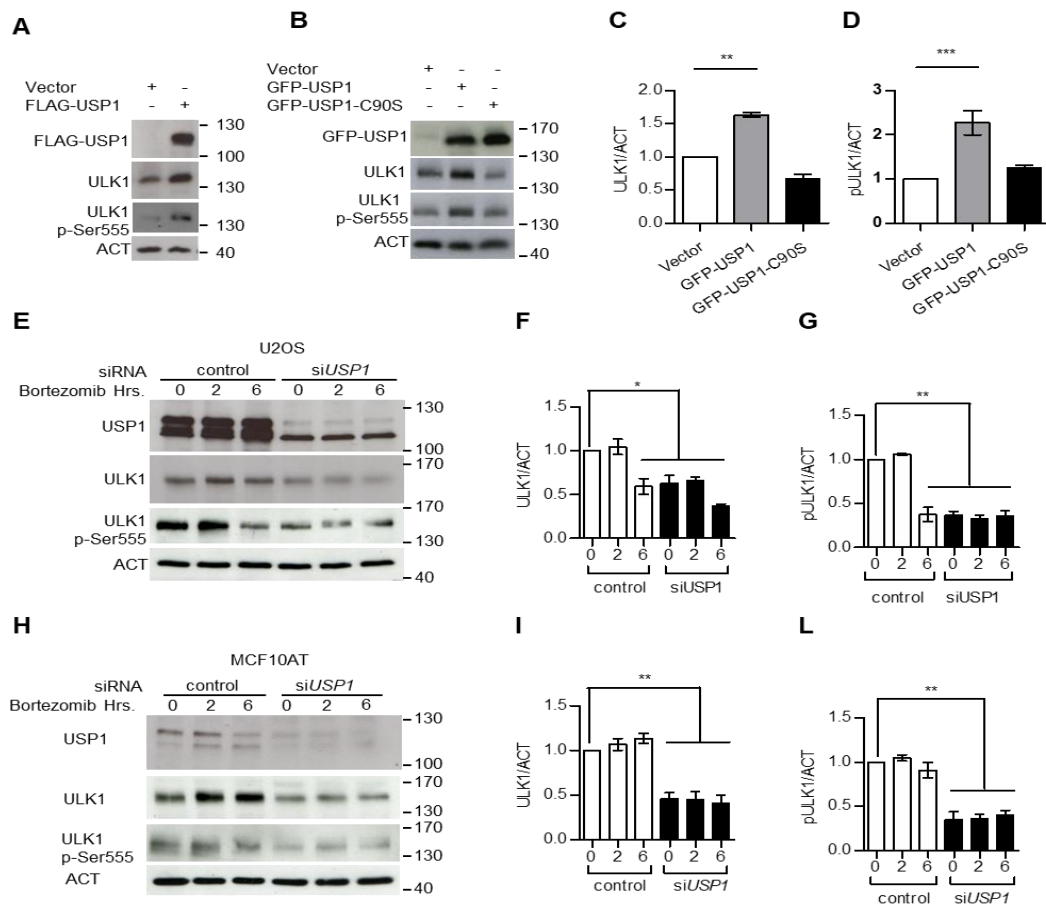 A
Vector + -
FLAG-USP1 - +
FLAG-USP1
130
100
ULK1
130
ULK1
p-Ser555
130
ACT
40
B
Vector + - -
GFP-USP1 - + -
GFP-USP1-C90S - - +
GFP-USP1
170
130
ULK1
130
ULK1
p-Ser555
130
ACT
40
C
**
ULK1/ACT
2.0
1.5
1.0
0.5
0.0
Vector
GFP-USP1
GFP-USP1-C90S
D
***
pULK1/ACT
3
2
1
0
Vector
GFP-USP1
GFP-USP1-C90S
E
U2OS
siRNA control siUSP1
Bortezomib Hrs. 0 2 6 0 2 6
USP1
130
100
170
ULK1
170
ULK1
p-Ser555
130
ACT
40
F
*
ULK1/ACT
1.5
1.0
0.5
0.0
0 2 6 0 2 6
control siUSP1
G
**
pULK1/ACT
1.5
1.0
0.5
0.0
0 2 6 0 2 6
control siUSP1
H
MCF10AT
siRNA control siUSP1
Bortezomib Hrs. 0 2 6 0 2 6
USP1
130
100
170
ULK1
130
170
ULK1
p-Ser555
130
ACT
40
I
**
ULK1/ACT
1.5
1.0
0.5
0.0
0 2 6 0 2 6
control siUSP1
L
**
pULK1/ACT
1.5
1.0
0.5
0.0
0 2 6 0 2 6
control siUSP1